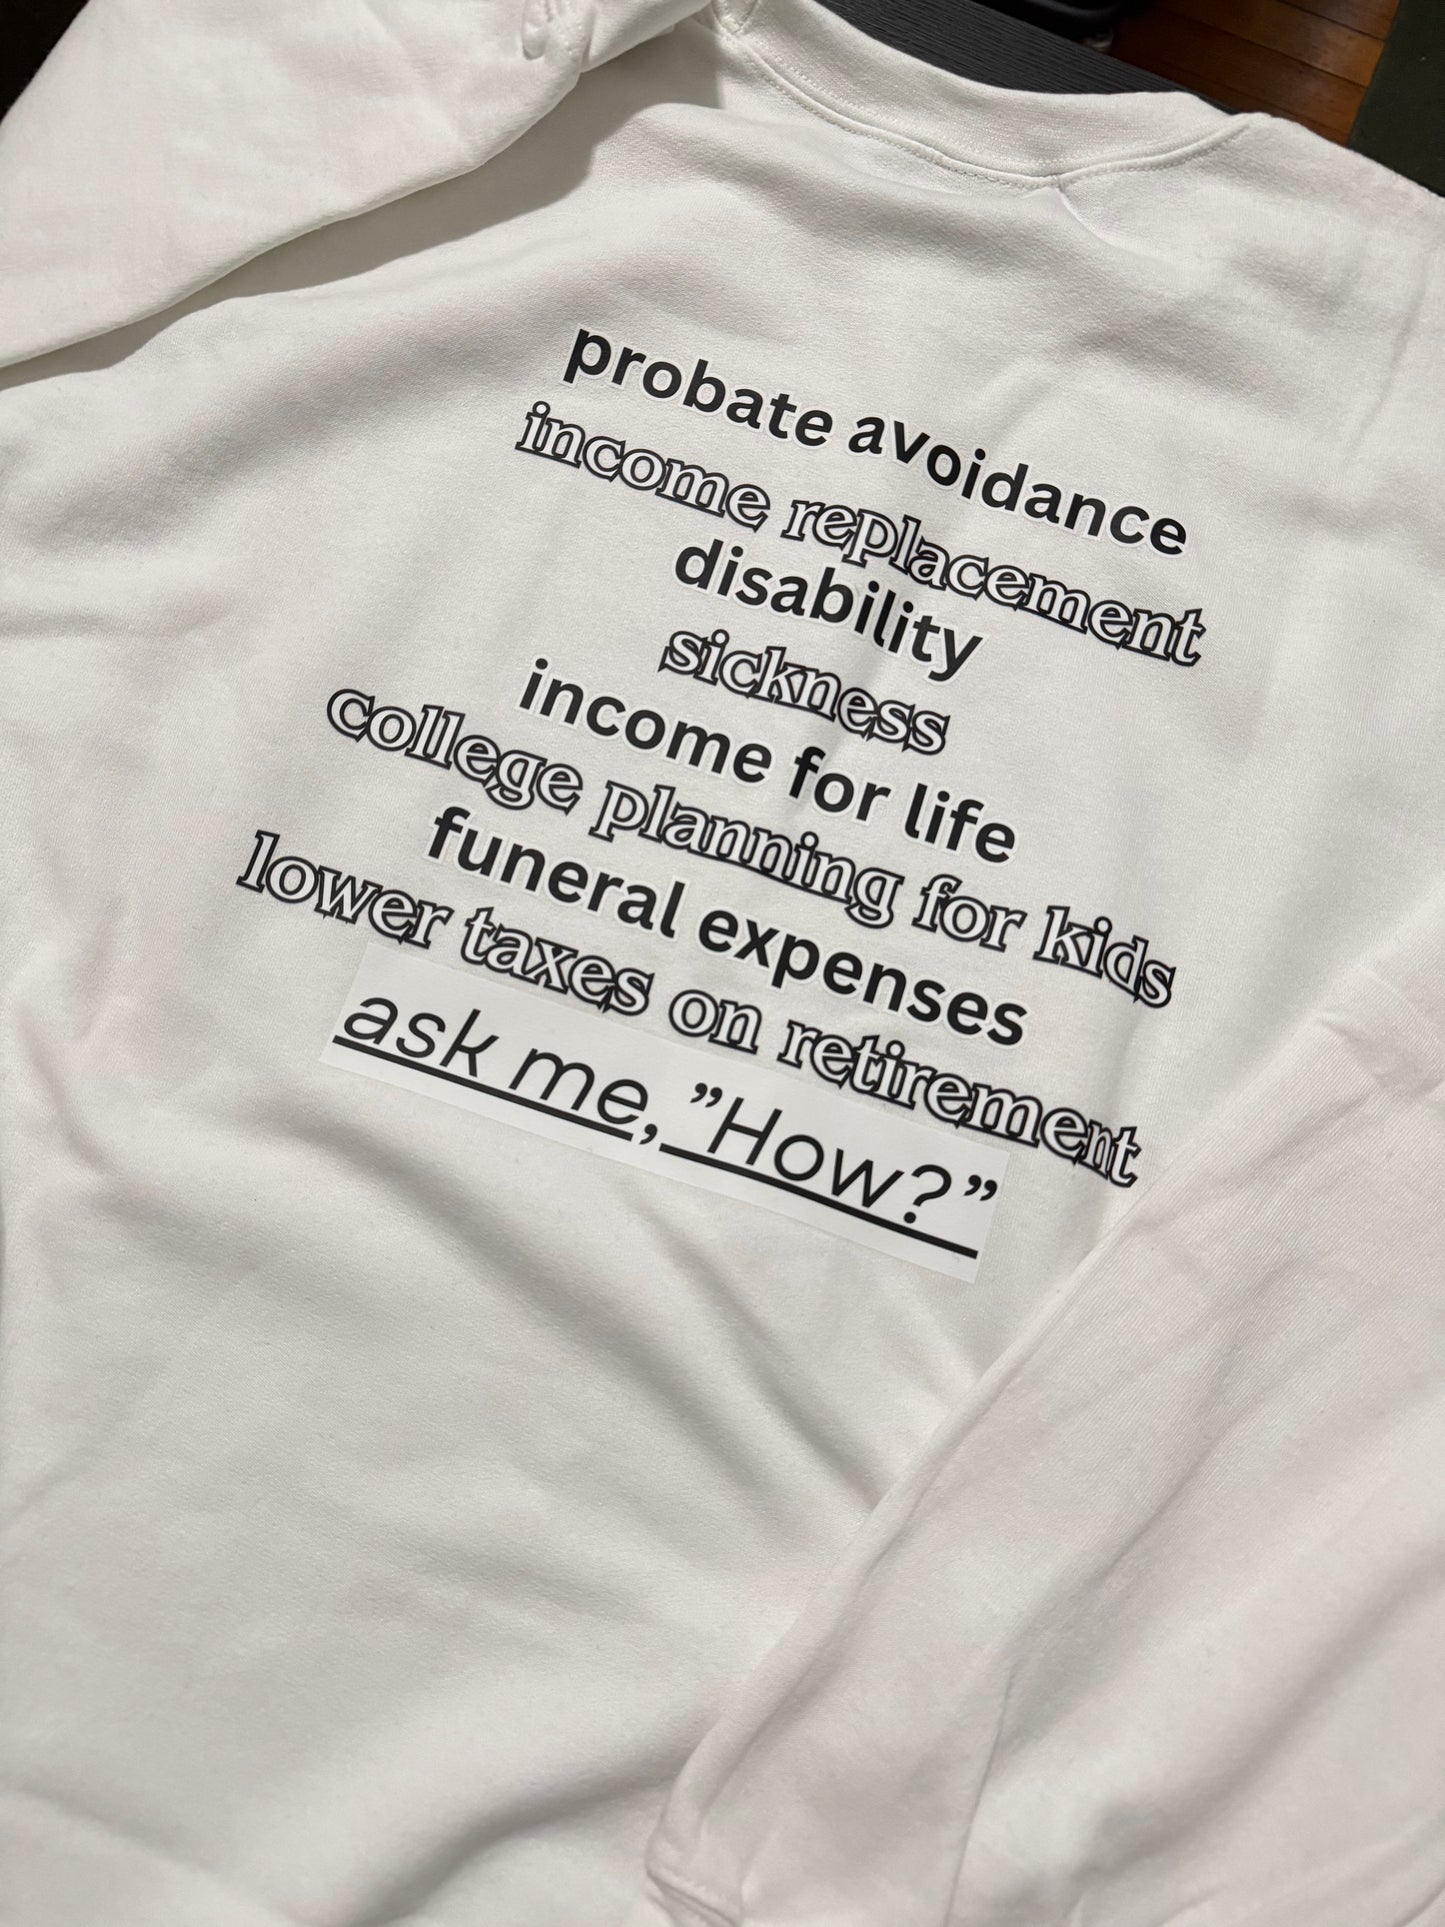 probate avoidance
income replacement
disability
sickness
income for life
college planning for kids
funeral expenses
lower taxes on retirement
ask me, ”How?”